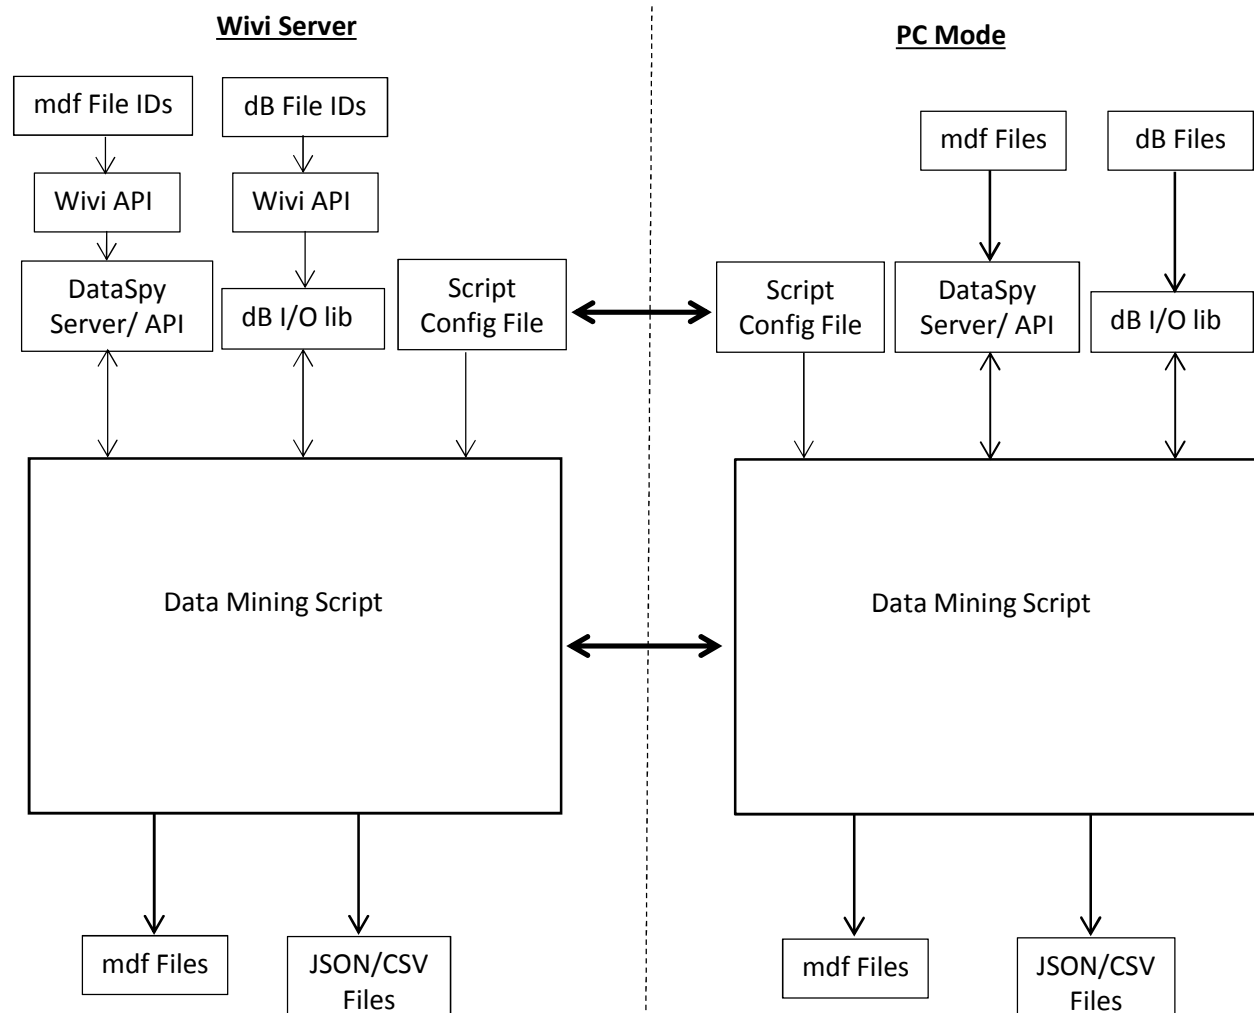 Wivi Server
mdf File IDs
dB File IDs
Wivi API
Wivi API
DataSpy
Server/ API
dB I/O lib
Script
Config File
Data Mining Script
mdf Files
JSON/CSV
Files
PC Mode
mdf Files
dB Files
Script
Config File
DataSpy
Server/ API
dB I/O lib
Data Mining Script
mdf Files
JSON/CSV
Files